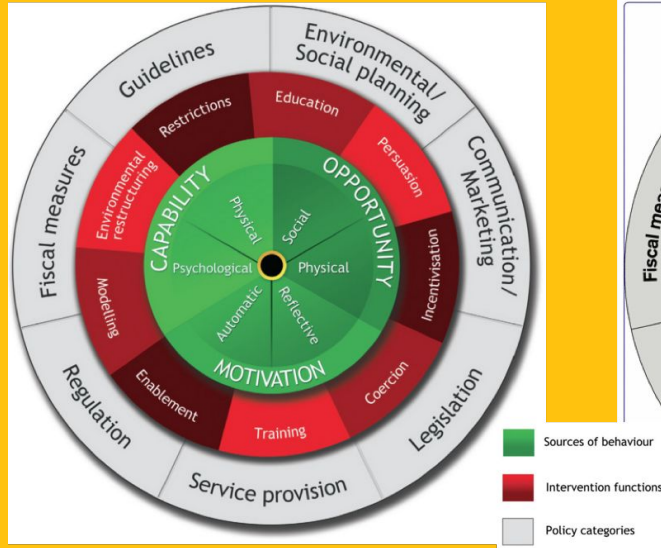 Environmental/
Social planning
Communication/
Marketing
Legislation
Service provision
Regulation
Fiscal measures
Guidelines
Education
Persuasion
Incentivisation
Coercion
Training
Enablement
Modelling
Environmental
restructuring
Restrictions
CAPABILITY
OPPORTUNITY
MOTIVATION
Physical
Social
Psychological
Physical
Automatic
Reflective
Sources of behaviour
Intervention functions
Policy categories
Fiscal